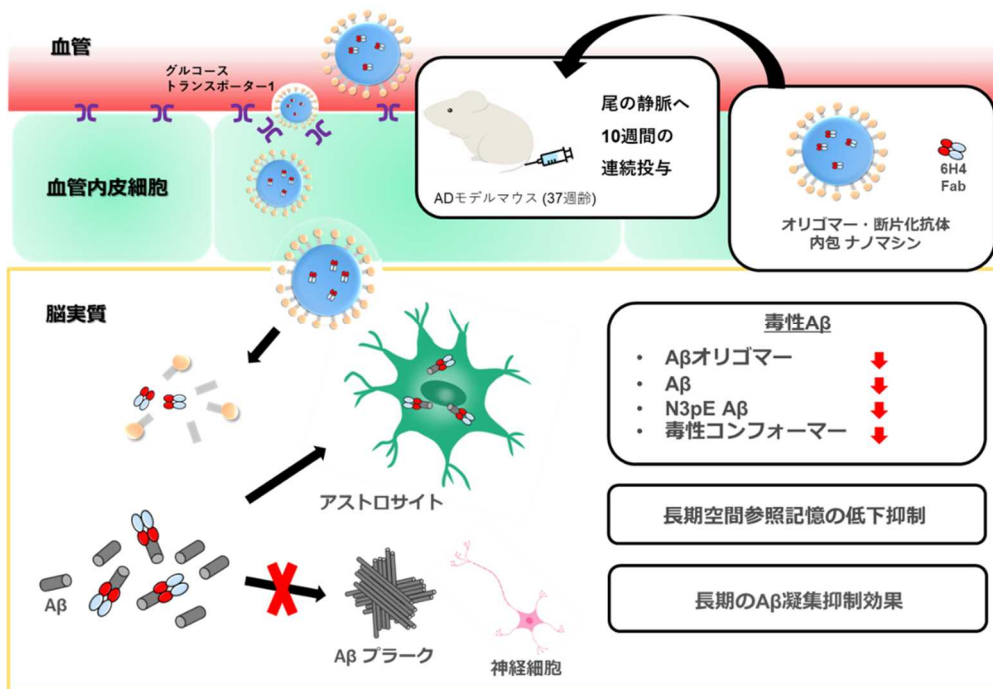 血管
グルコース
トランスポーター1
尾の静脈へ
10週間の
連続投与
ADモデルマウス (37週齢)
6H4
Fab
オリゴマー・断片化抗体
内包 ナノマシン
血管内皮細胞
脳実質
アストロサイト
Aβ
Aβ プラーク
神経細胞
毒性Aβ
• Aβオリゴマー
• Aβ
• N3pE Aβ
• 毒性コンフォーマー
長期空間参照記憶の低下抑制
長期のAβ凝集抑制効果